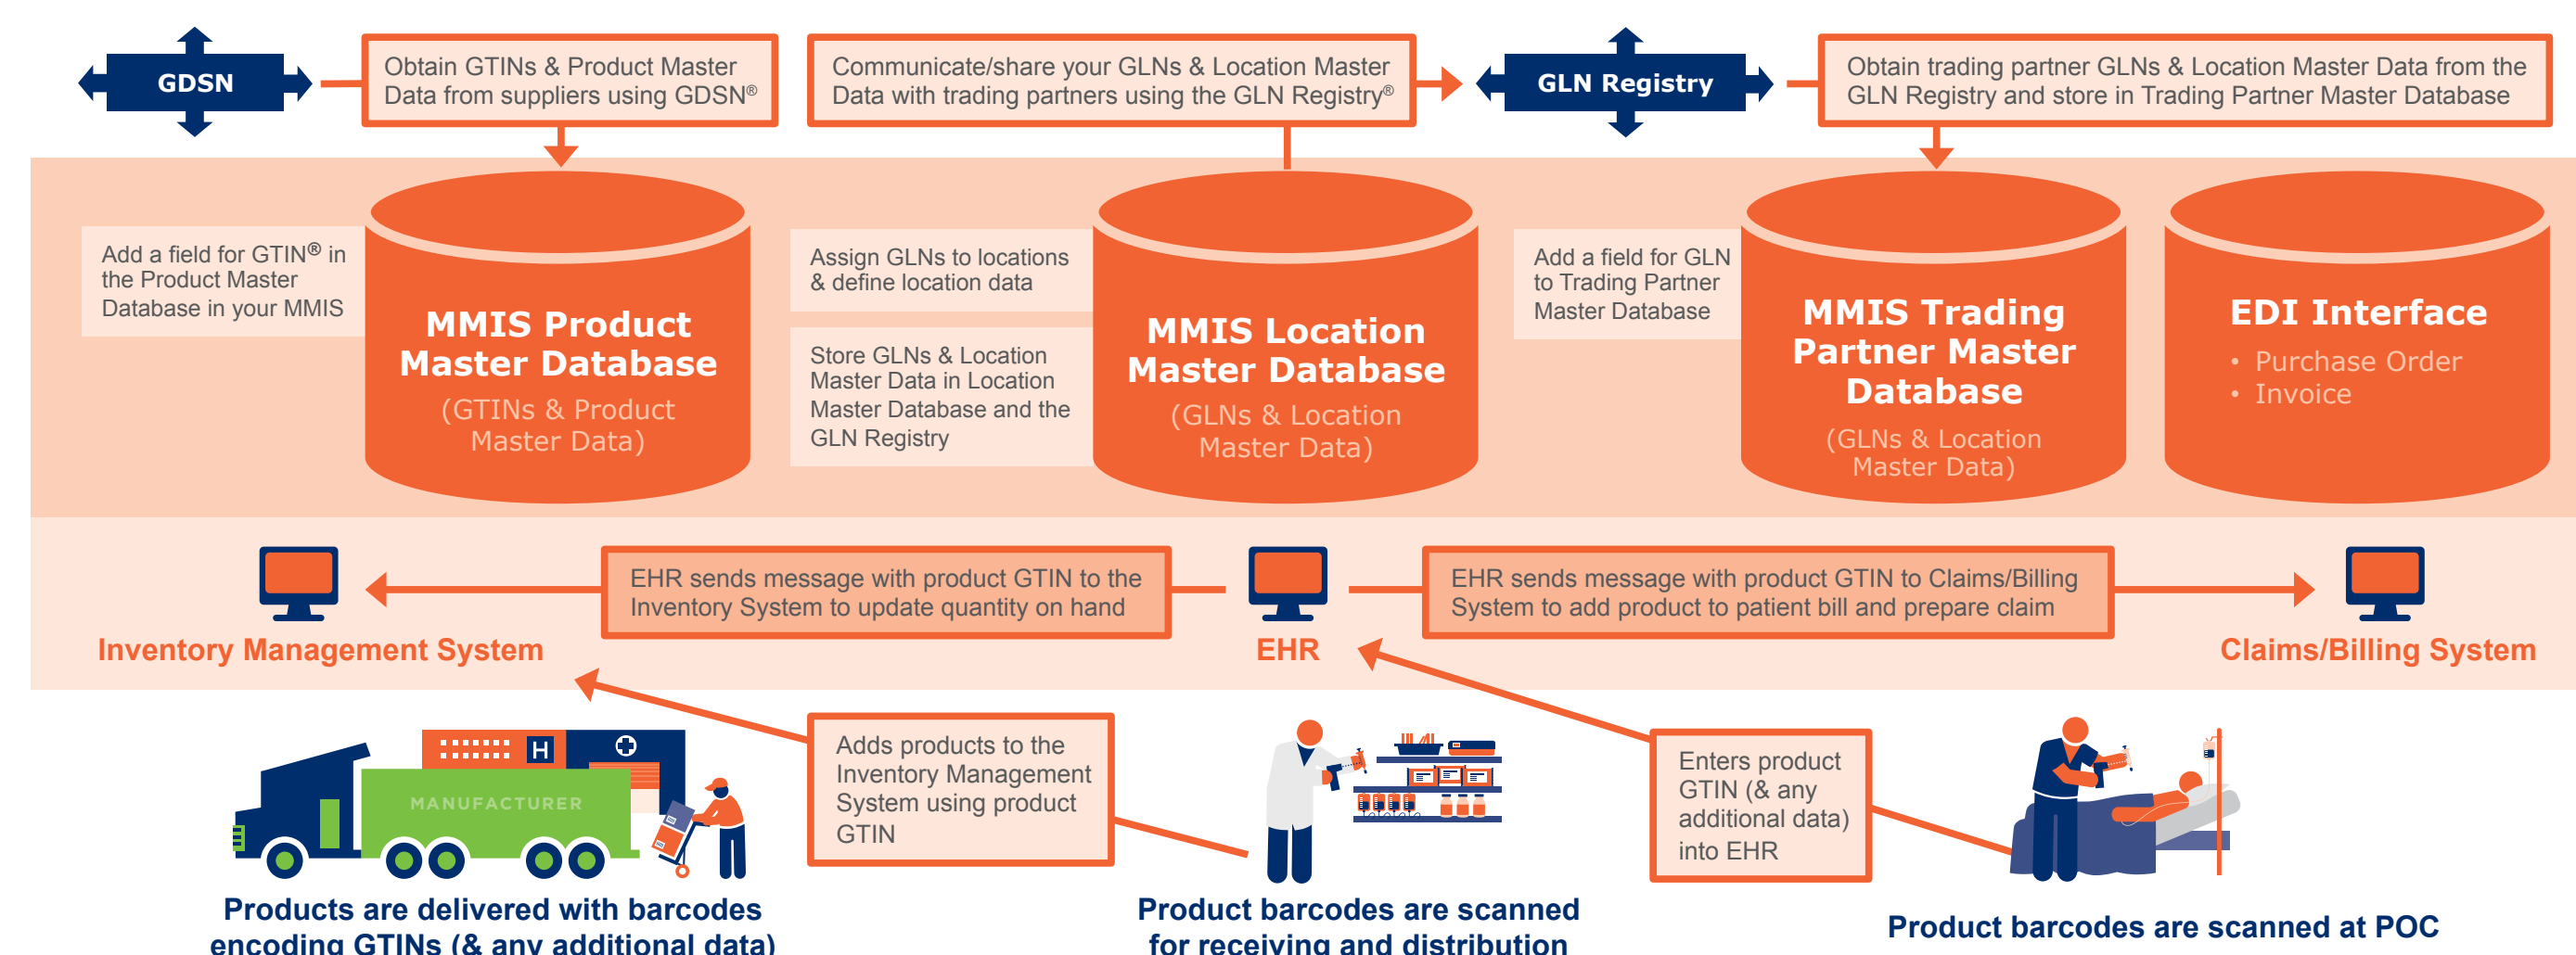 GDSN
Obtain GTINs & Product Master
Data from suppliers using GDSN®
Communicate/share your GLNs & Location Master
Data with trading partners using the GLN Registry®
GLN Registry
Obtain trading partner GLNs & Location Master Data from the
GLN Registry and store in Trading Partner Master Database
Add a field for GTIN® in
the Product Master
Database in your MMIS
MMIS Product
Master Database
(GTINs & Product
Master Data)
Assign GLNs to locations
& define location data
Store GLNs & Location
Master Data in Location
Master Database and the
GLN Registry
MMIS Location
Master Database
(GLNs & Location
Master Data)
Add a field for GLN
to Trading Partner
Master Database
MMIS Trading
Partner Master
Database
(GLNs & Location
Master Data)
EDI Interface
• Purchase Order
• Invoice
Inventory Management System
EHR sends message with product GTIN to the
Inventory System to update quantity on hand
EHR
EHR sends message with product GTIN to Claims/Billing
System to add product to patient bill and prepare claim
Claims/Billing System
H
MANUFACTURER
Adds products to the
Inventory Management
System using product
GTIN
Enters product
GTIN (& any
additional data)
into EHR
Products are delivered with barcodes
encoding GTINs (& any additional data)
Product barcodes are scanned
for receiving and distribution
Product barcodes are scanned at POC